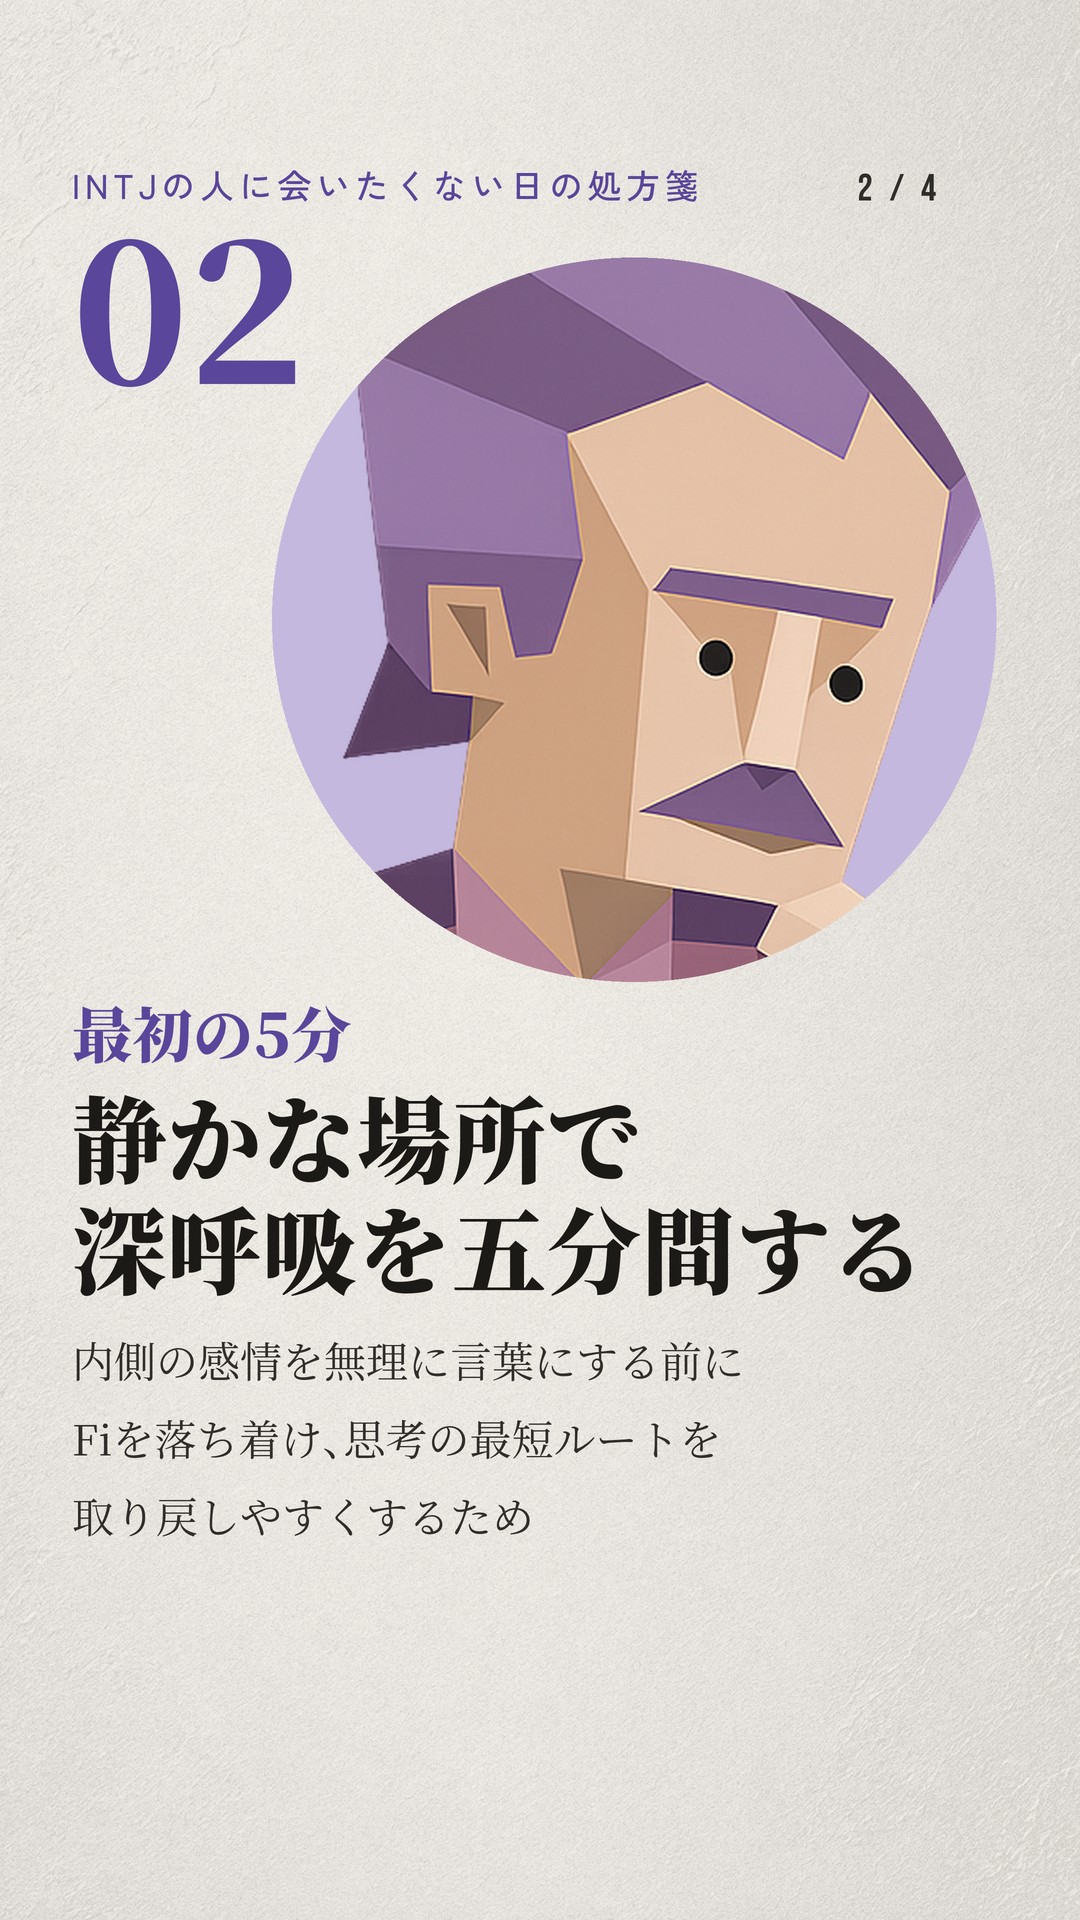 INTJの人に会いたくない日の処方箋
2 / 4
02
最初の5分
静かな場所で
深呼吸を五分間する
内側の感情を無理に言葉にする前に
Fiを落ち着け、思考の最短ルートを
取り戻しやすくするため